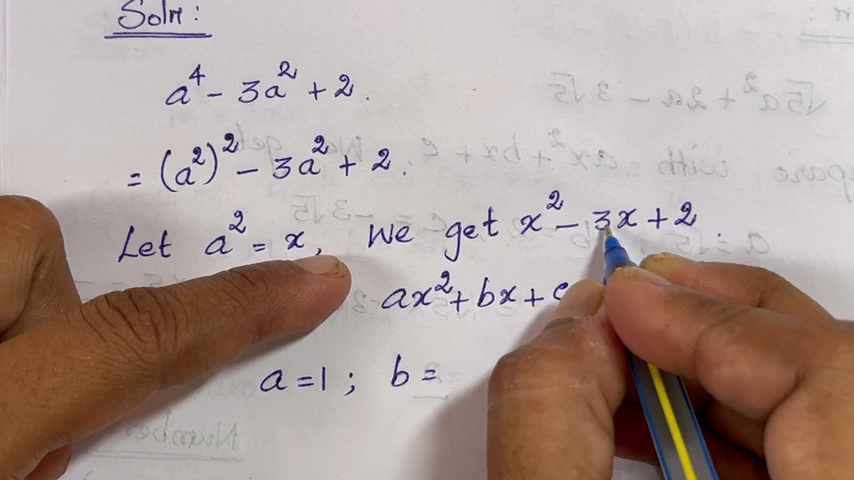 Soln:
a⁴ - 3a² + 2.
= (a²)² - 3a² + 2.
Let a² = x, We get x² - 3x + 2
ax² + bx + c
a = 1 ; b =